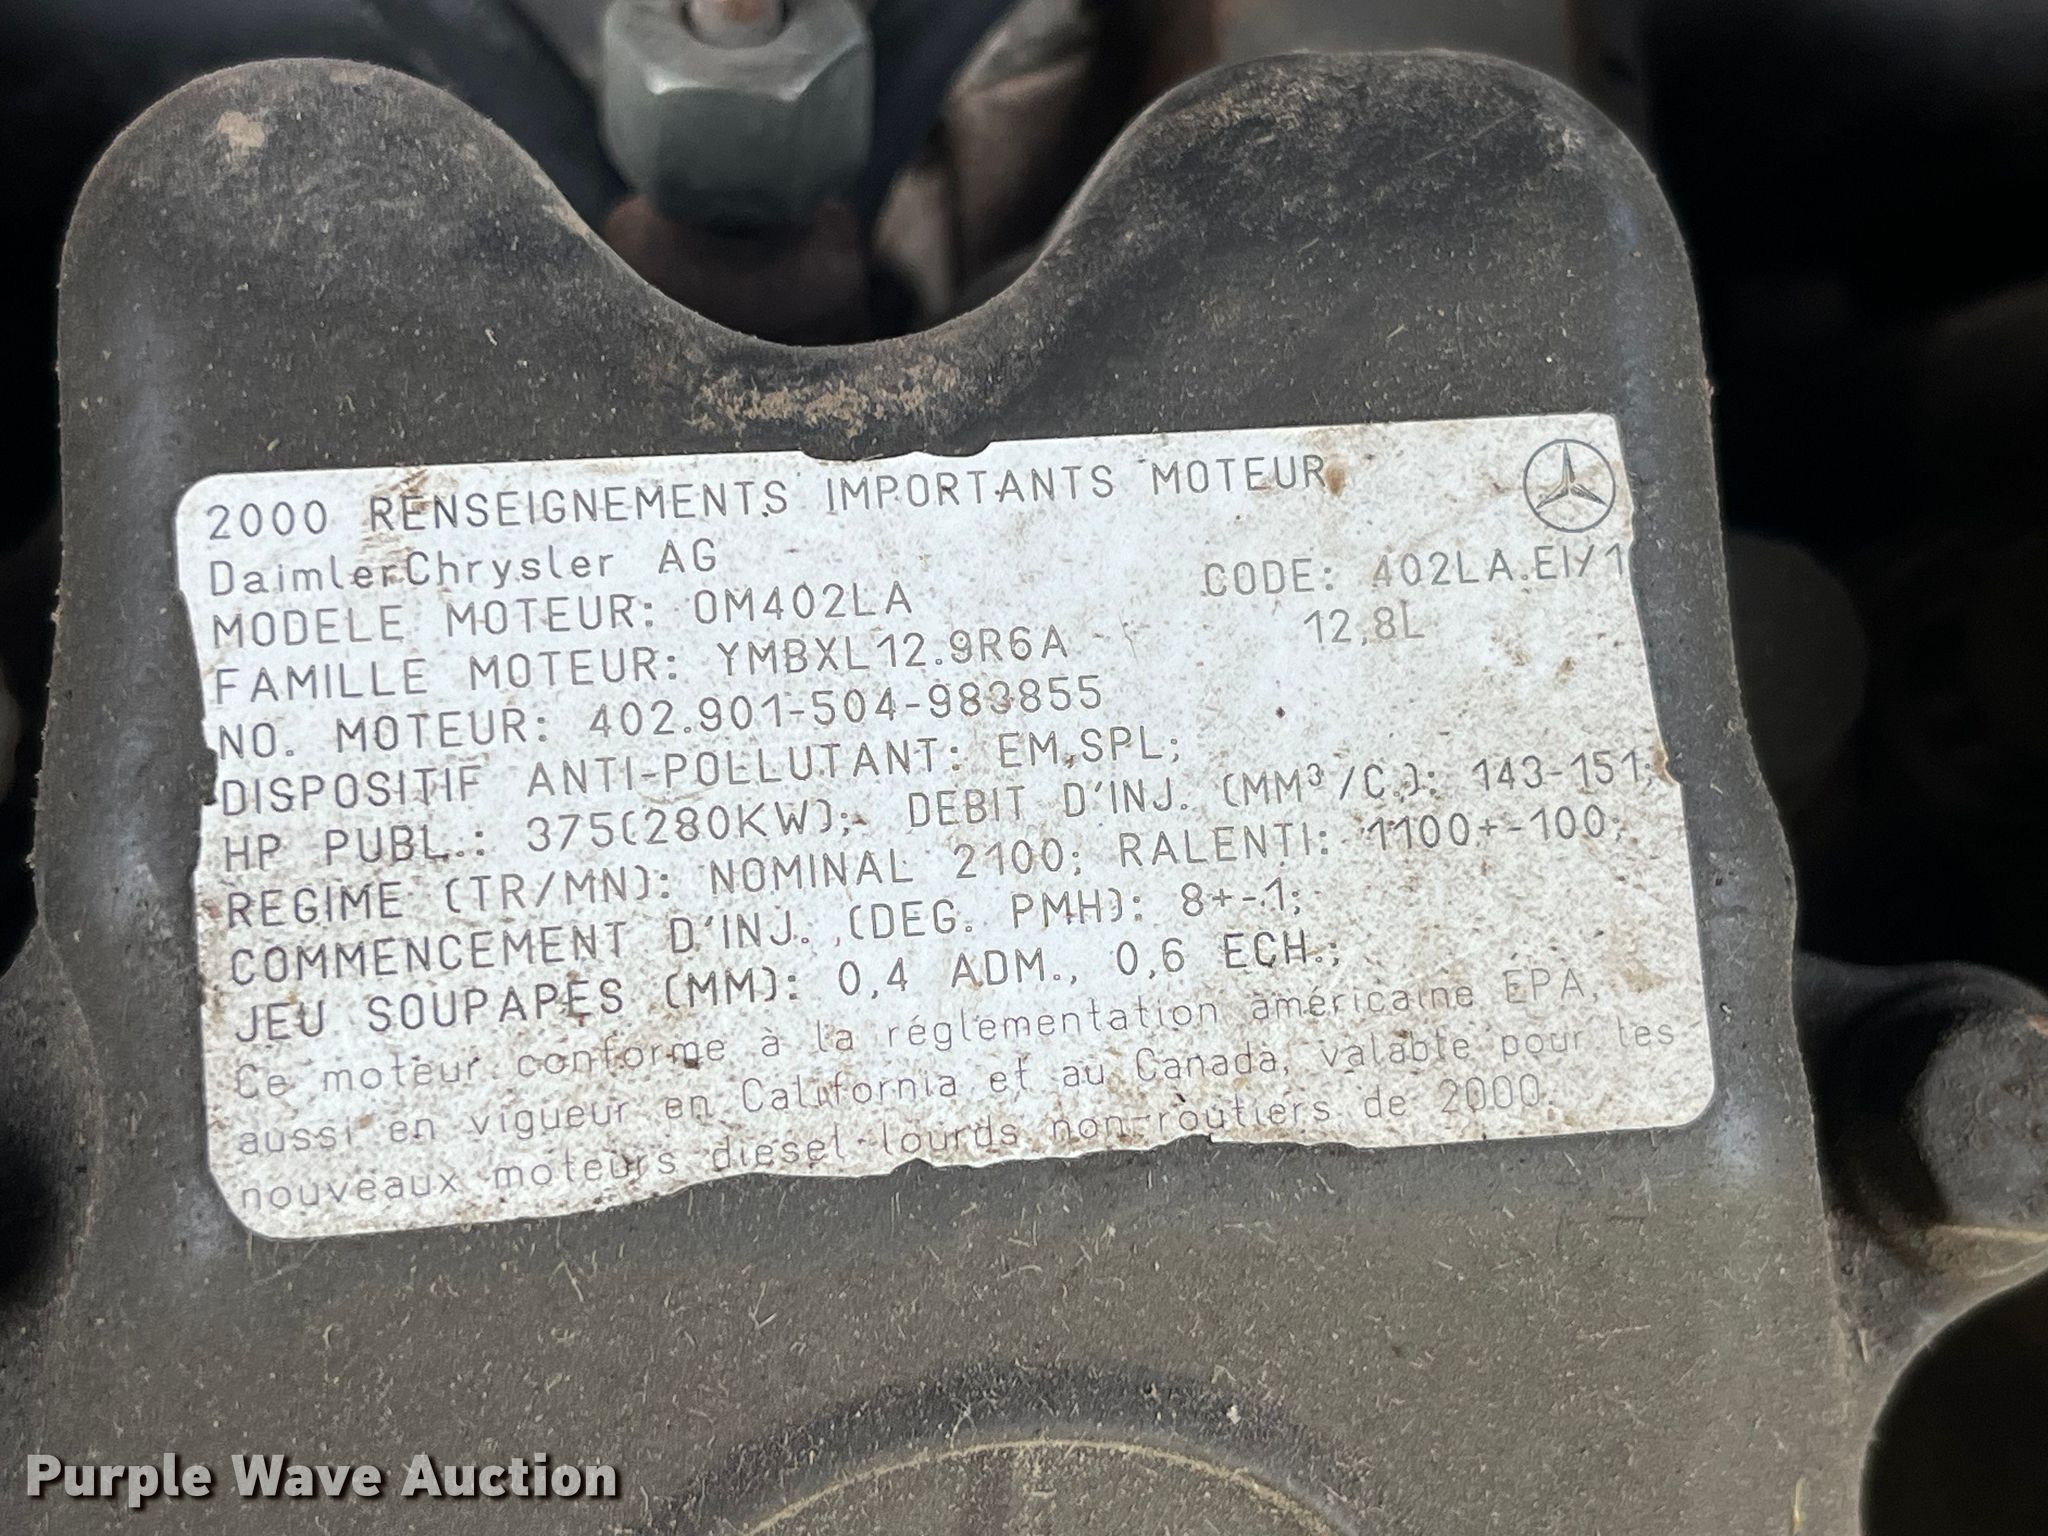 2000 RENSEIGNEMENTS IMPORTANTS MOTEUR
DaimlerChrysler AG
MODELE MOTEUR: OM402LA CODE: 402LA.EI/1
FAMILLE MOTEUR: YMBXL12.9R6A 12,8L
NO. MOTEUR: 402.901-504-983855
DISPOSITIF ANTI-POLLUTANT: EM,SPL;
HP PUBL.: 375(280KW); DEBIT D'INJ. (MM³/C.): 143-151;
REGIME (TR/MN): NOMINAL 2100; RALENTI: 1100+-100;
COMMENCEMENT D'INJ. (DEG. PMH): 8+-1;
JEU SOUPAPES (MM): 0,4 ADM., 0,6 ECH.;
Ce moteur conforme à la réglementation américaine EPA,
aussi en vigueur en California et au Canada, valable pour les
nouveaux moteurs diesel lourds non-routiers de 2000.
Purple Wave Auction